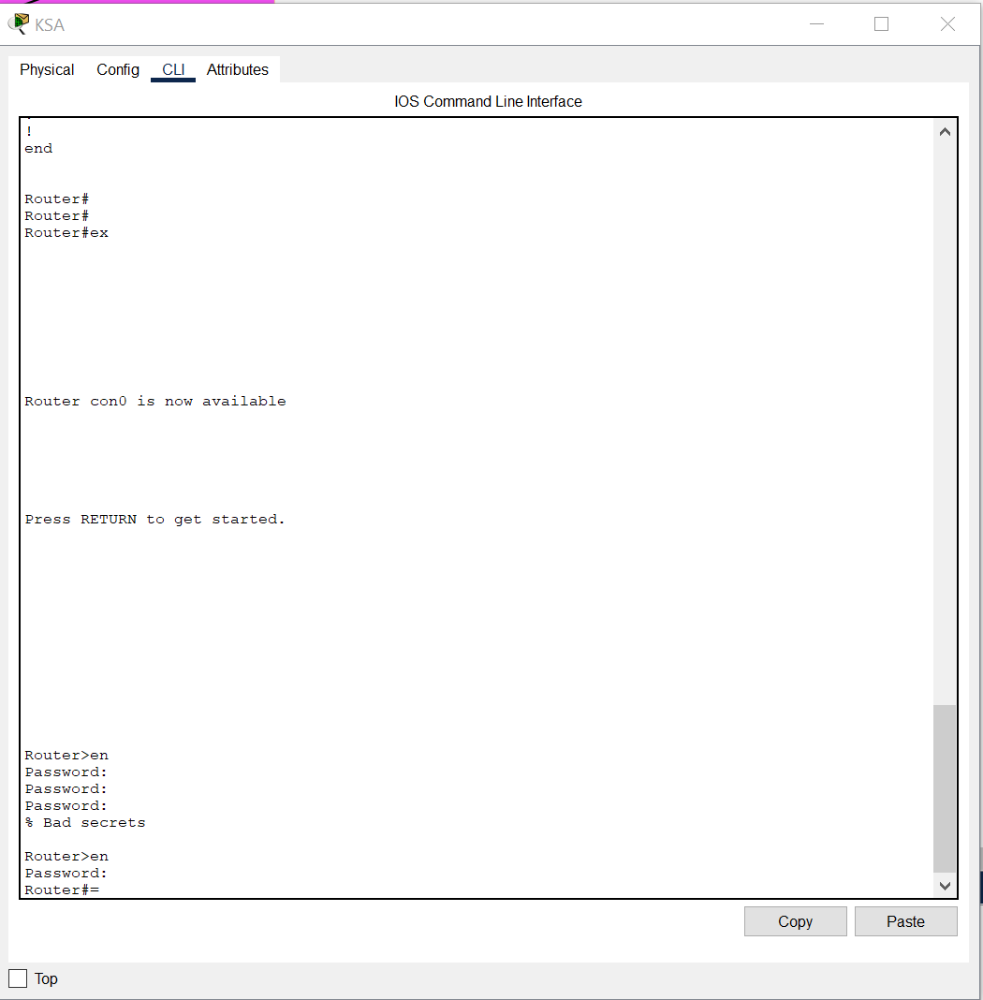 KSA
Physical Config CLI Attributes
IOS Command Line Interface
!
end
Router#
Router#
Router#ex
Router con0 is now available
Press RETURN to get started.
Router>en
Password:
Password:
Password:
% Bad secrets
Router>en
Password:
Router#=
Copy Paste
Top